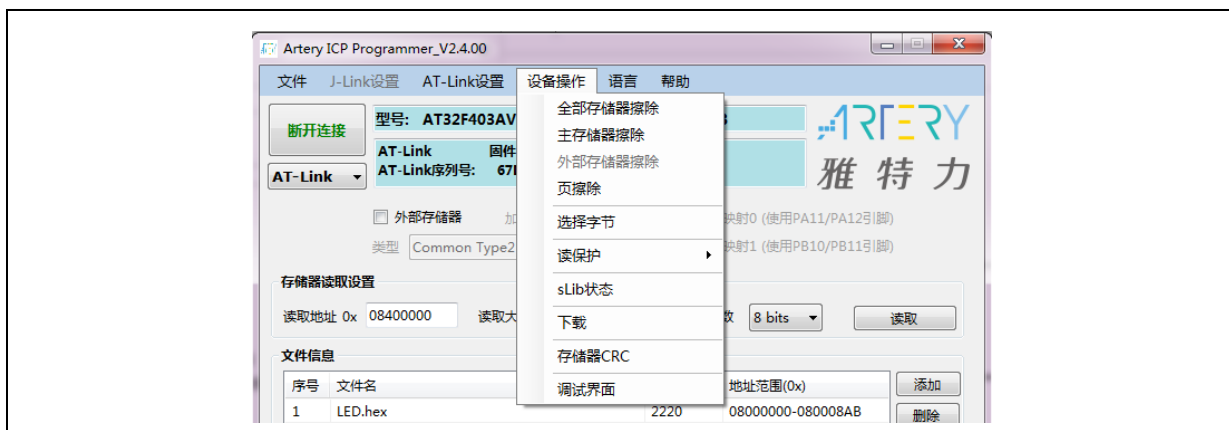 Artery ICP Programmer_V2.4.00
文件 J-Link设置 AT-Link设置 设备操作 语言 帮助
断开连接
型号: AT32F403AV
AT-Link 固件
AT-Link序列号: 67
AT-Link
ARTERY
雅特力
全部存储器擦除
主存储器擦除
外部存储器擦除
页擦除
选择字节
读保护
sLib状态
下载
存储器CRC
调试界面
外部存储器 加
映射0 (使用PA11/PA12引脚)
类型 Common Type2
映射1 (使用PB10/PB11引脚)
存储器读取设置
读取地址 0x 08400000 读取大
数 8 bits 读取
文件信息
序号 文件名 地址范围(0x) 添加
1 LED.hex 2220 08000000-080008AB 删除